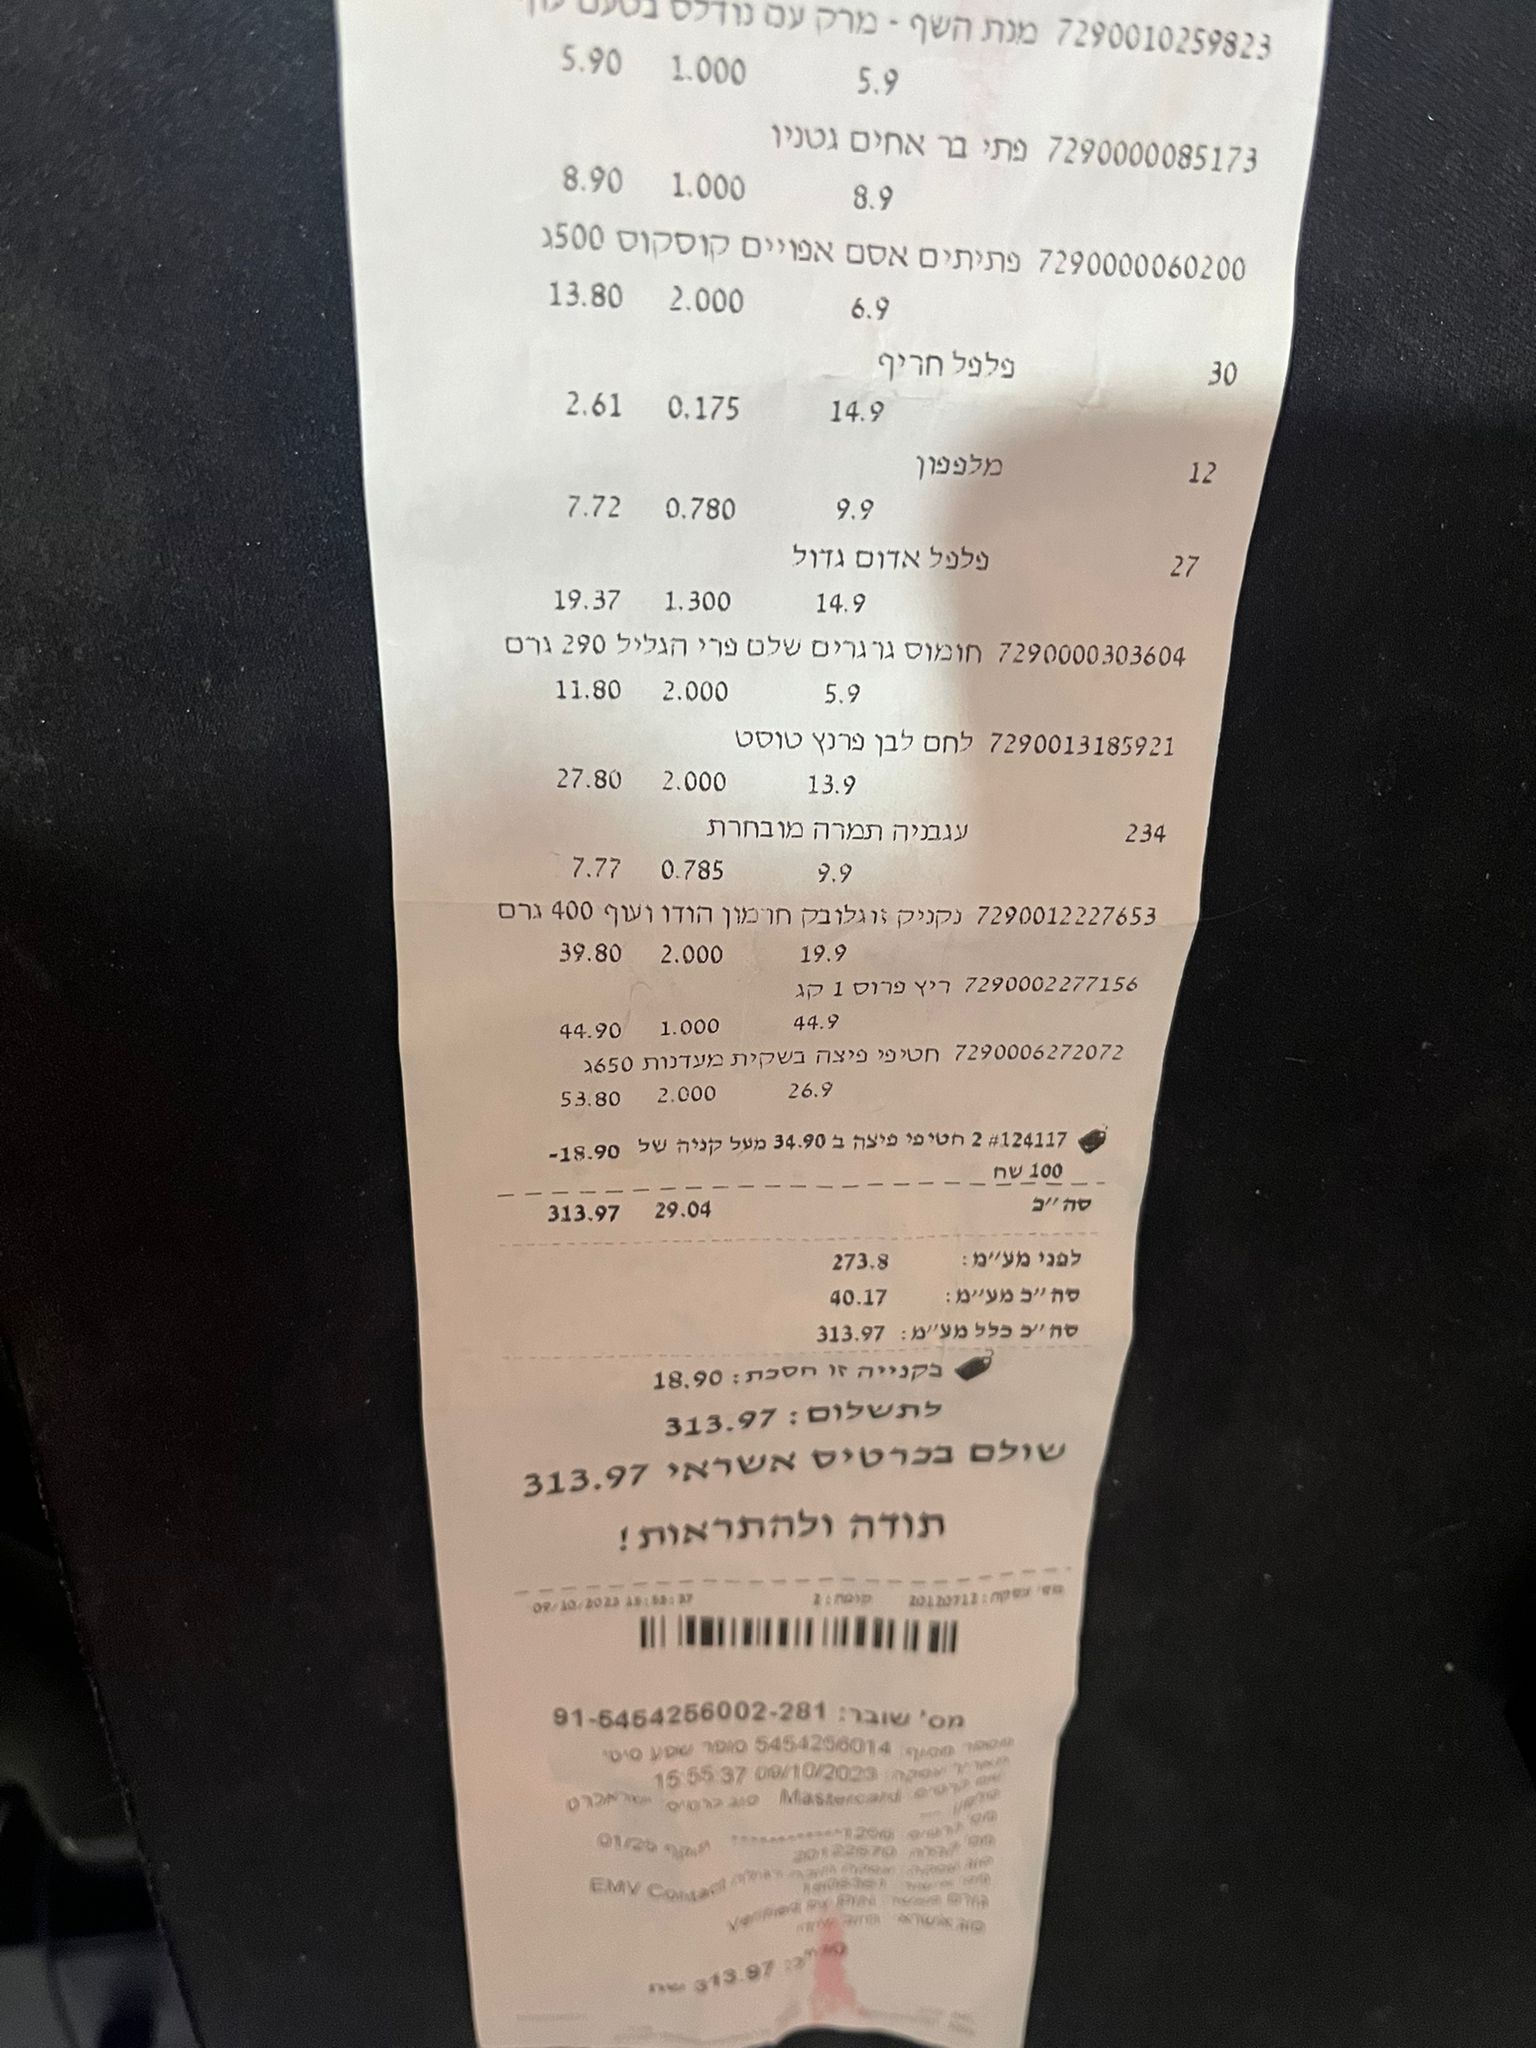 7290010259823 מנת השף - מרק עם נודלס בטעם עוף
5.9 1.000 5.90
7290000085173 פתי בר אחים גטניו
8.9 1.000 8.90
7290000060200 פתיתים אסם אפויים קוסקוס 500ג
6.9 2.000 13.80
30 פלפל חריף
14.9 0.175 2.61
12 מלפפון
9.9 0.780 7.72
27 פלפל אדום גדול
14.9 1.300 19.37
7290000303604 חומוס גרגרים שלם פרי הגליל 290 גרם
5.9 2.000 11.80
7290013185921 לחם לבן פרנץ טוסט
13.9 2.000 27.80
234 עגבניה תמרה מובחרת
9.9 0.785 7.77
7290012227653 נקניק זוגלובק חרמון הודו ועוף 400 גרם
19.9 2.000 39.80
7290002277156 ריץ פרוס 1 קג
44.9 1.000 44.90
7290006272072 חטיפי פיצה בשקית מעדנות 650ג
26.9 2.000 53.80
#124117 2 חטיפי פיצה ב 34.90 מעל קניה של -18.90
100 שח
סה''כ 29.04 313.97
לפני מע''מ: 273.8
סה''כ מע''מ: 40.17
סה''כ כלל מע''מ: 313.97
בקנייה זו חסכת: 18.90
לתשלום: 313.97
שולם בכרטיס אשראי 313.97
תודה ולהתראות!
מס' עסקה: 20120712 קופה: 2 09/10/2023 15:55:37
מס' שובר: 91-5454256002-281
מספר מסוף: 5454256014 סופר שפע סיטי
תאריך עסקה: 09/10/2023 15:55:37
שם כרטיס: Mastercard סוג כרטיס: ישראכרט
טלפון: ---
מס' כרטיס: תוקף 01/25
EMV Contact
Verified by PIN
סה"כ: 313.97 שח